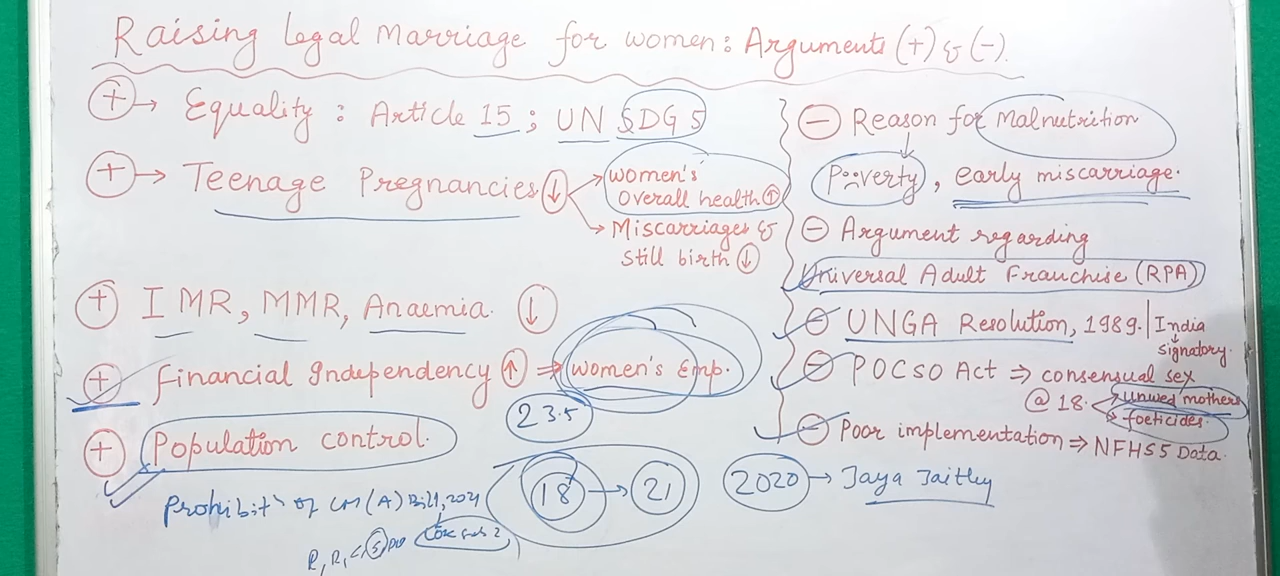 Raising legal Marriage for women: Arguments (+) & (-).
+ → Equality : Article 15 ; UN SDG 5
+ → Teenage Pregnancies ↓
→ women's
Overall health ↑
→ Miscarriages &
still birth ↓
+ IMR, MMR, Anaemia. ↓
+ financial Independency ↑ ⇒ women's Emp.
23.5
+ Population control.
Prohibit of CM (A) Bill, 2021
18 → 21
2020 → Jaya Jaitley
- Reason for Malnutrition
↓
Poverty, early miscarriage.
- Argument regarding
Universal Adult Franchise (RPA)
- UNGA Resolution, 1989. | India
↓
signatory.
- POCSO Act ⇒ consensual sex
@ 18. → unwed mothers
→ foeticides.
- Poor implementation ⇒ NFHS5 Data.